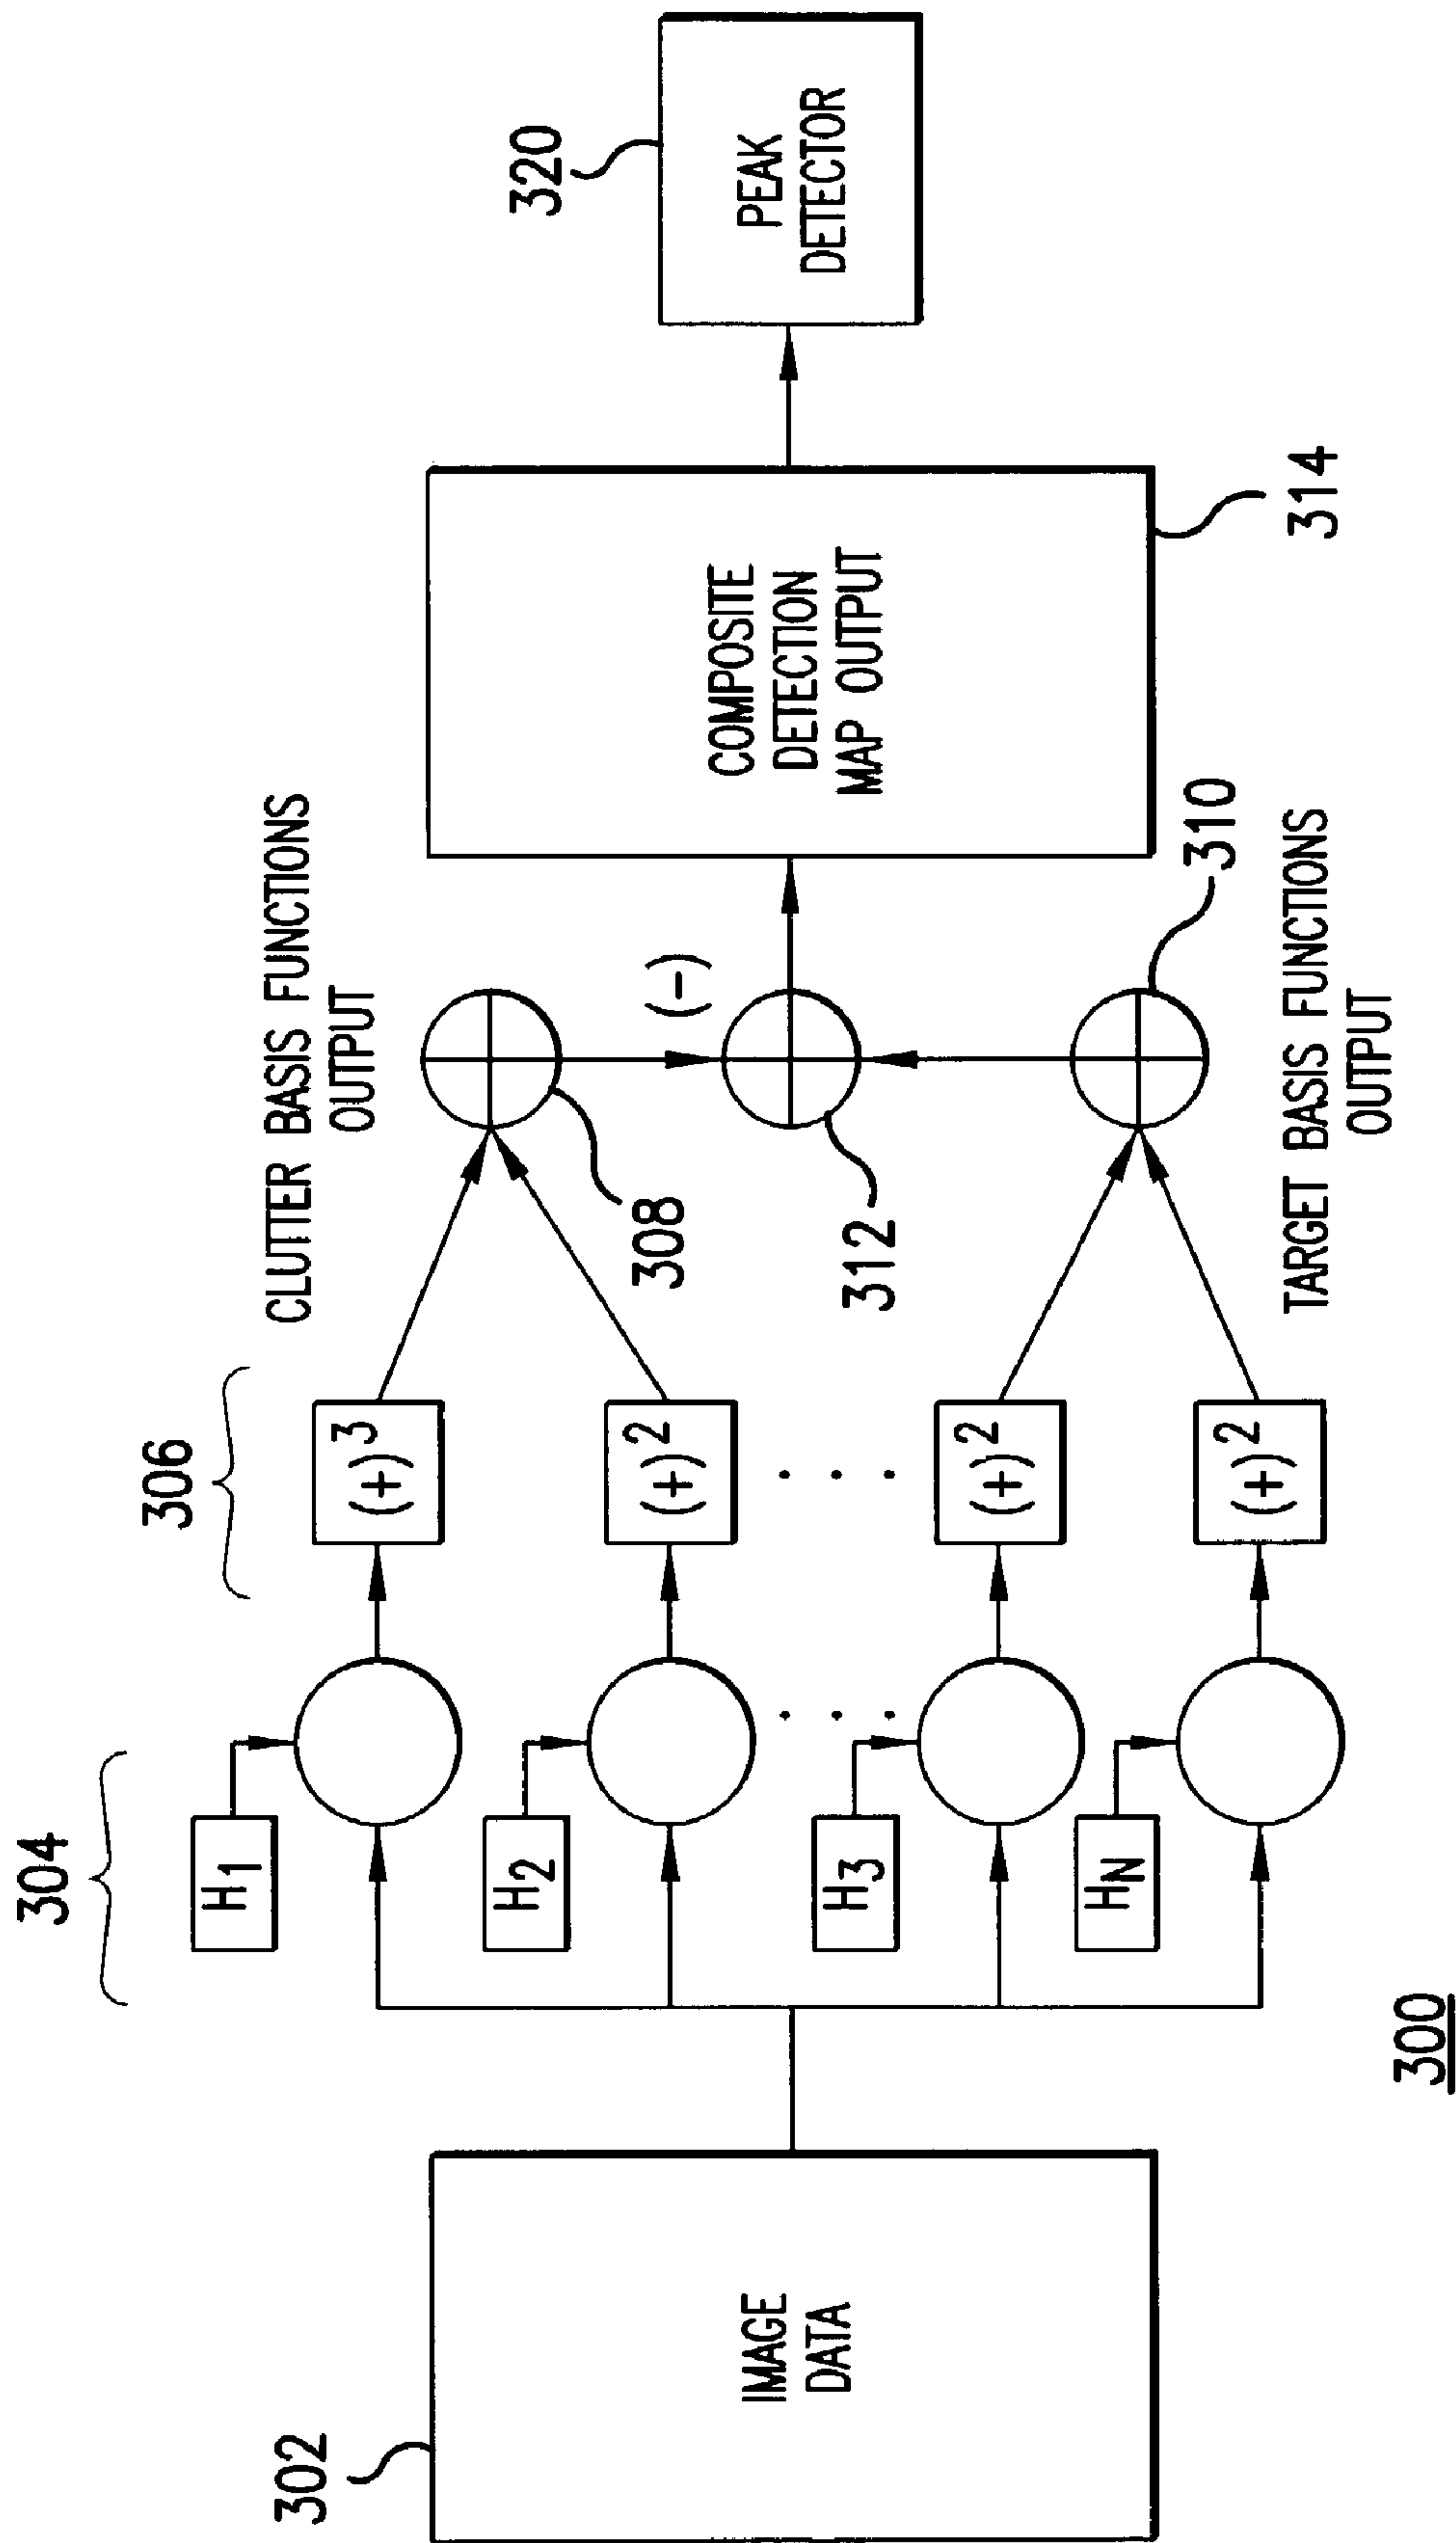 302
IMAGE
DATA
304
H1
H2
H3
HN
. . .
306
(+)3
(+)2
. . .
(+)2
(+)2
CLUTTER BASIS FUNCTIONS
OUTPUT
308
(-)
312
310
TARGET BASIS FUNCTIONS
OUTPUT
COMPOSITE
DETECTION
MAP OUTPUT
314
320
PEAK
DETECTOR
300